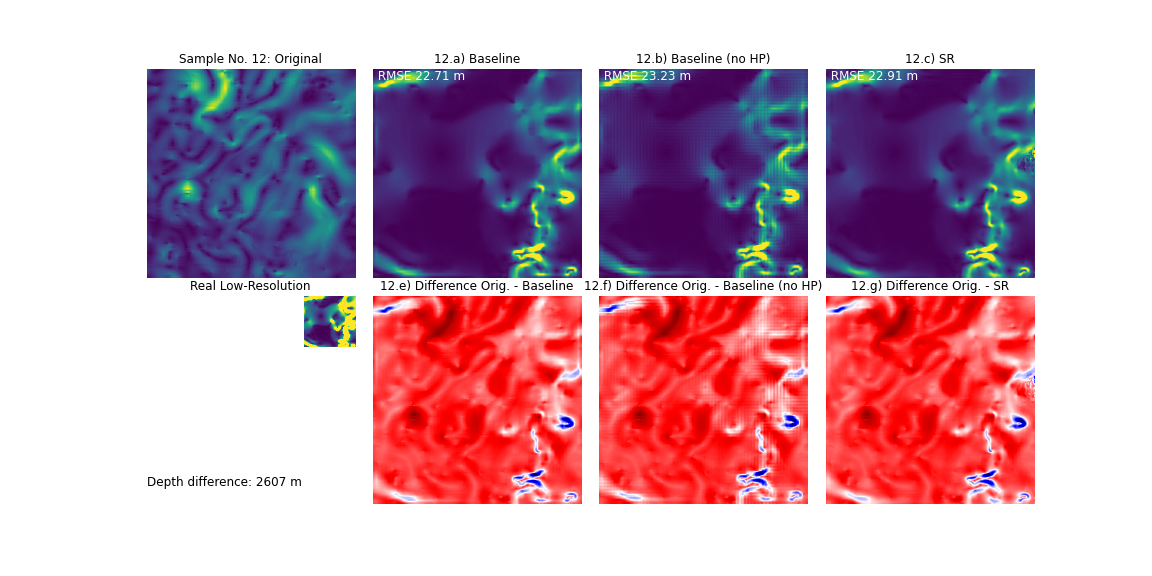 Sample No. 12: Original
12.a) Baseline
12.b) Baseline (no HP)
12.c) SR
RMSE 22.71 m
RMSE 23.23 m
RMSE 22.91 m
Real Low-Resolution
12.e) Difference Orig. - Baseline
12.f) Difference Orig. - Baseline (no HP)
12.g) Difference Orig. - SR
Depth difference: 2607 m